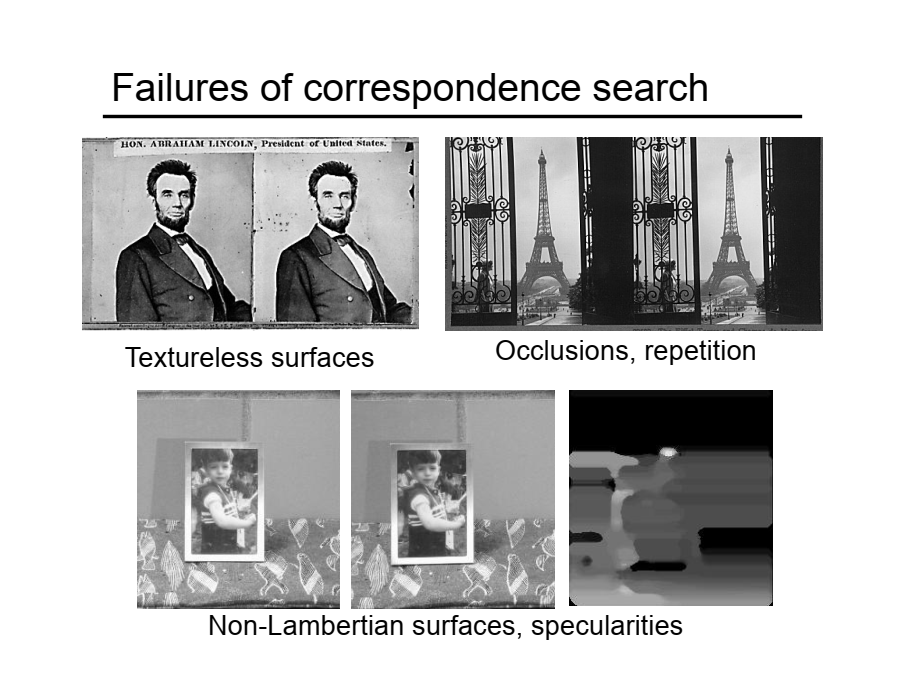 Failures of correspondence search
HON. ABRAHAM LINCOLN, President of United States.
Textureless surfaces
Occlusions, repetition
Non-Lambertian surfaces, specularities